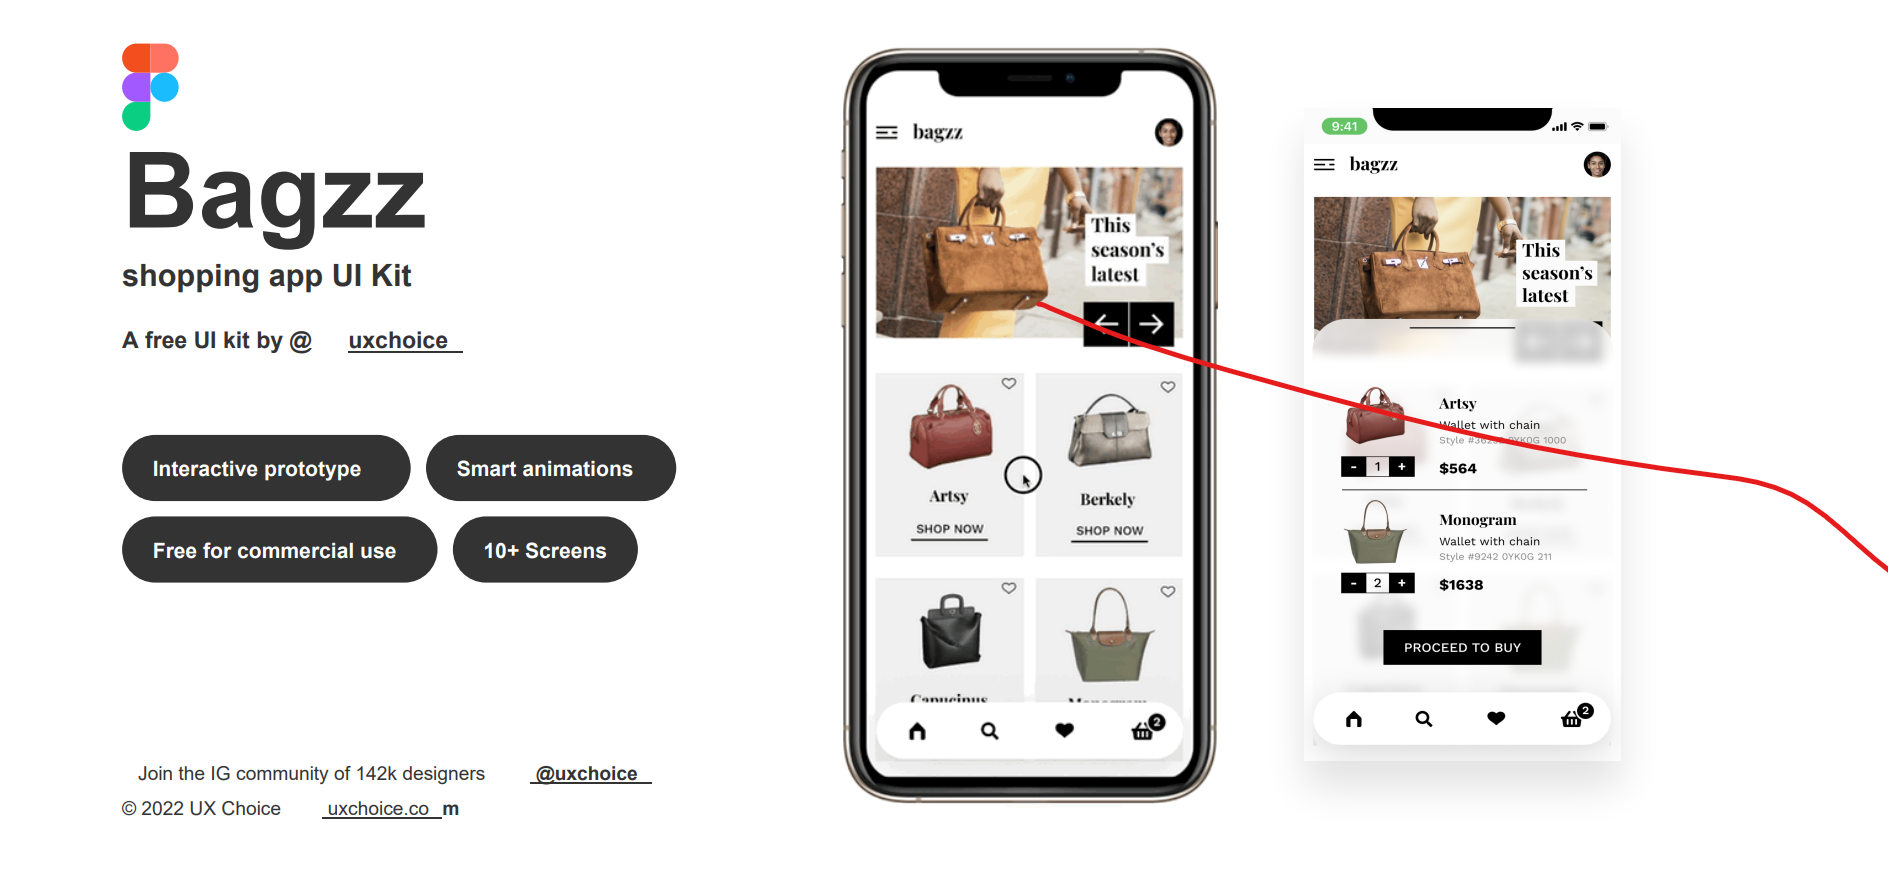 Bagzz
shopping app UI Kit
A free UI kit by @ uxchoice
Interactive prototype
Smart animations
Free for commercial use
10+ Screens
Join the IG community of 142k designers @uxchoice
© 2022 UX Choice uxchoice.com
bagzz
This
season's
latest
Artsy
SHOP NOW
Berkely
SHOP NOW
Capucinus
Monogram
2
9:41
bagzz
This
season's
latest
Artsy
Wallet with chain
Style #36252 0YK0G 1000
- 1 +
$564
Monogram
Wallet with chain
Style #9242 0YK0G 211
- 2 +
$1638
PROCEED TO BUY
2